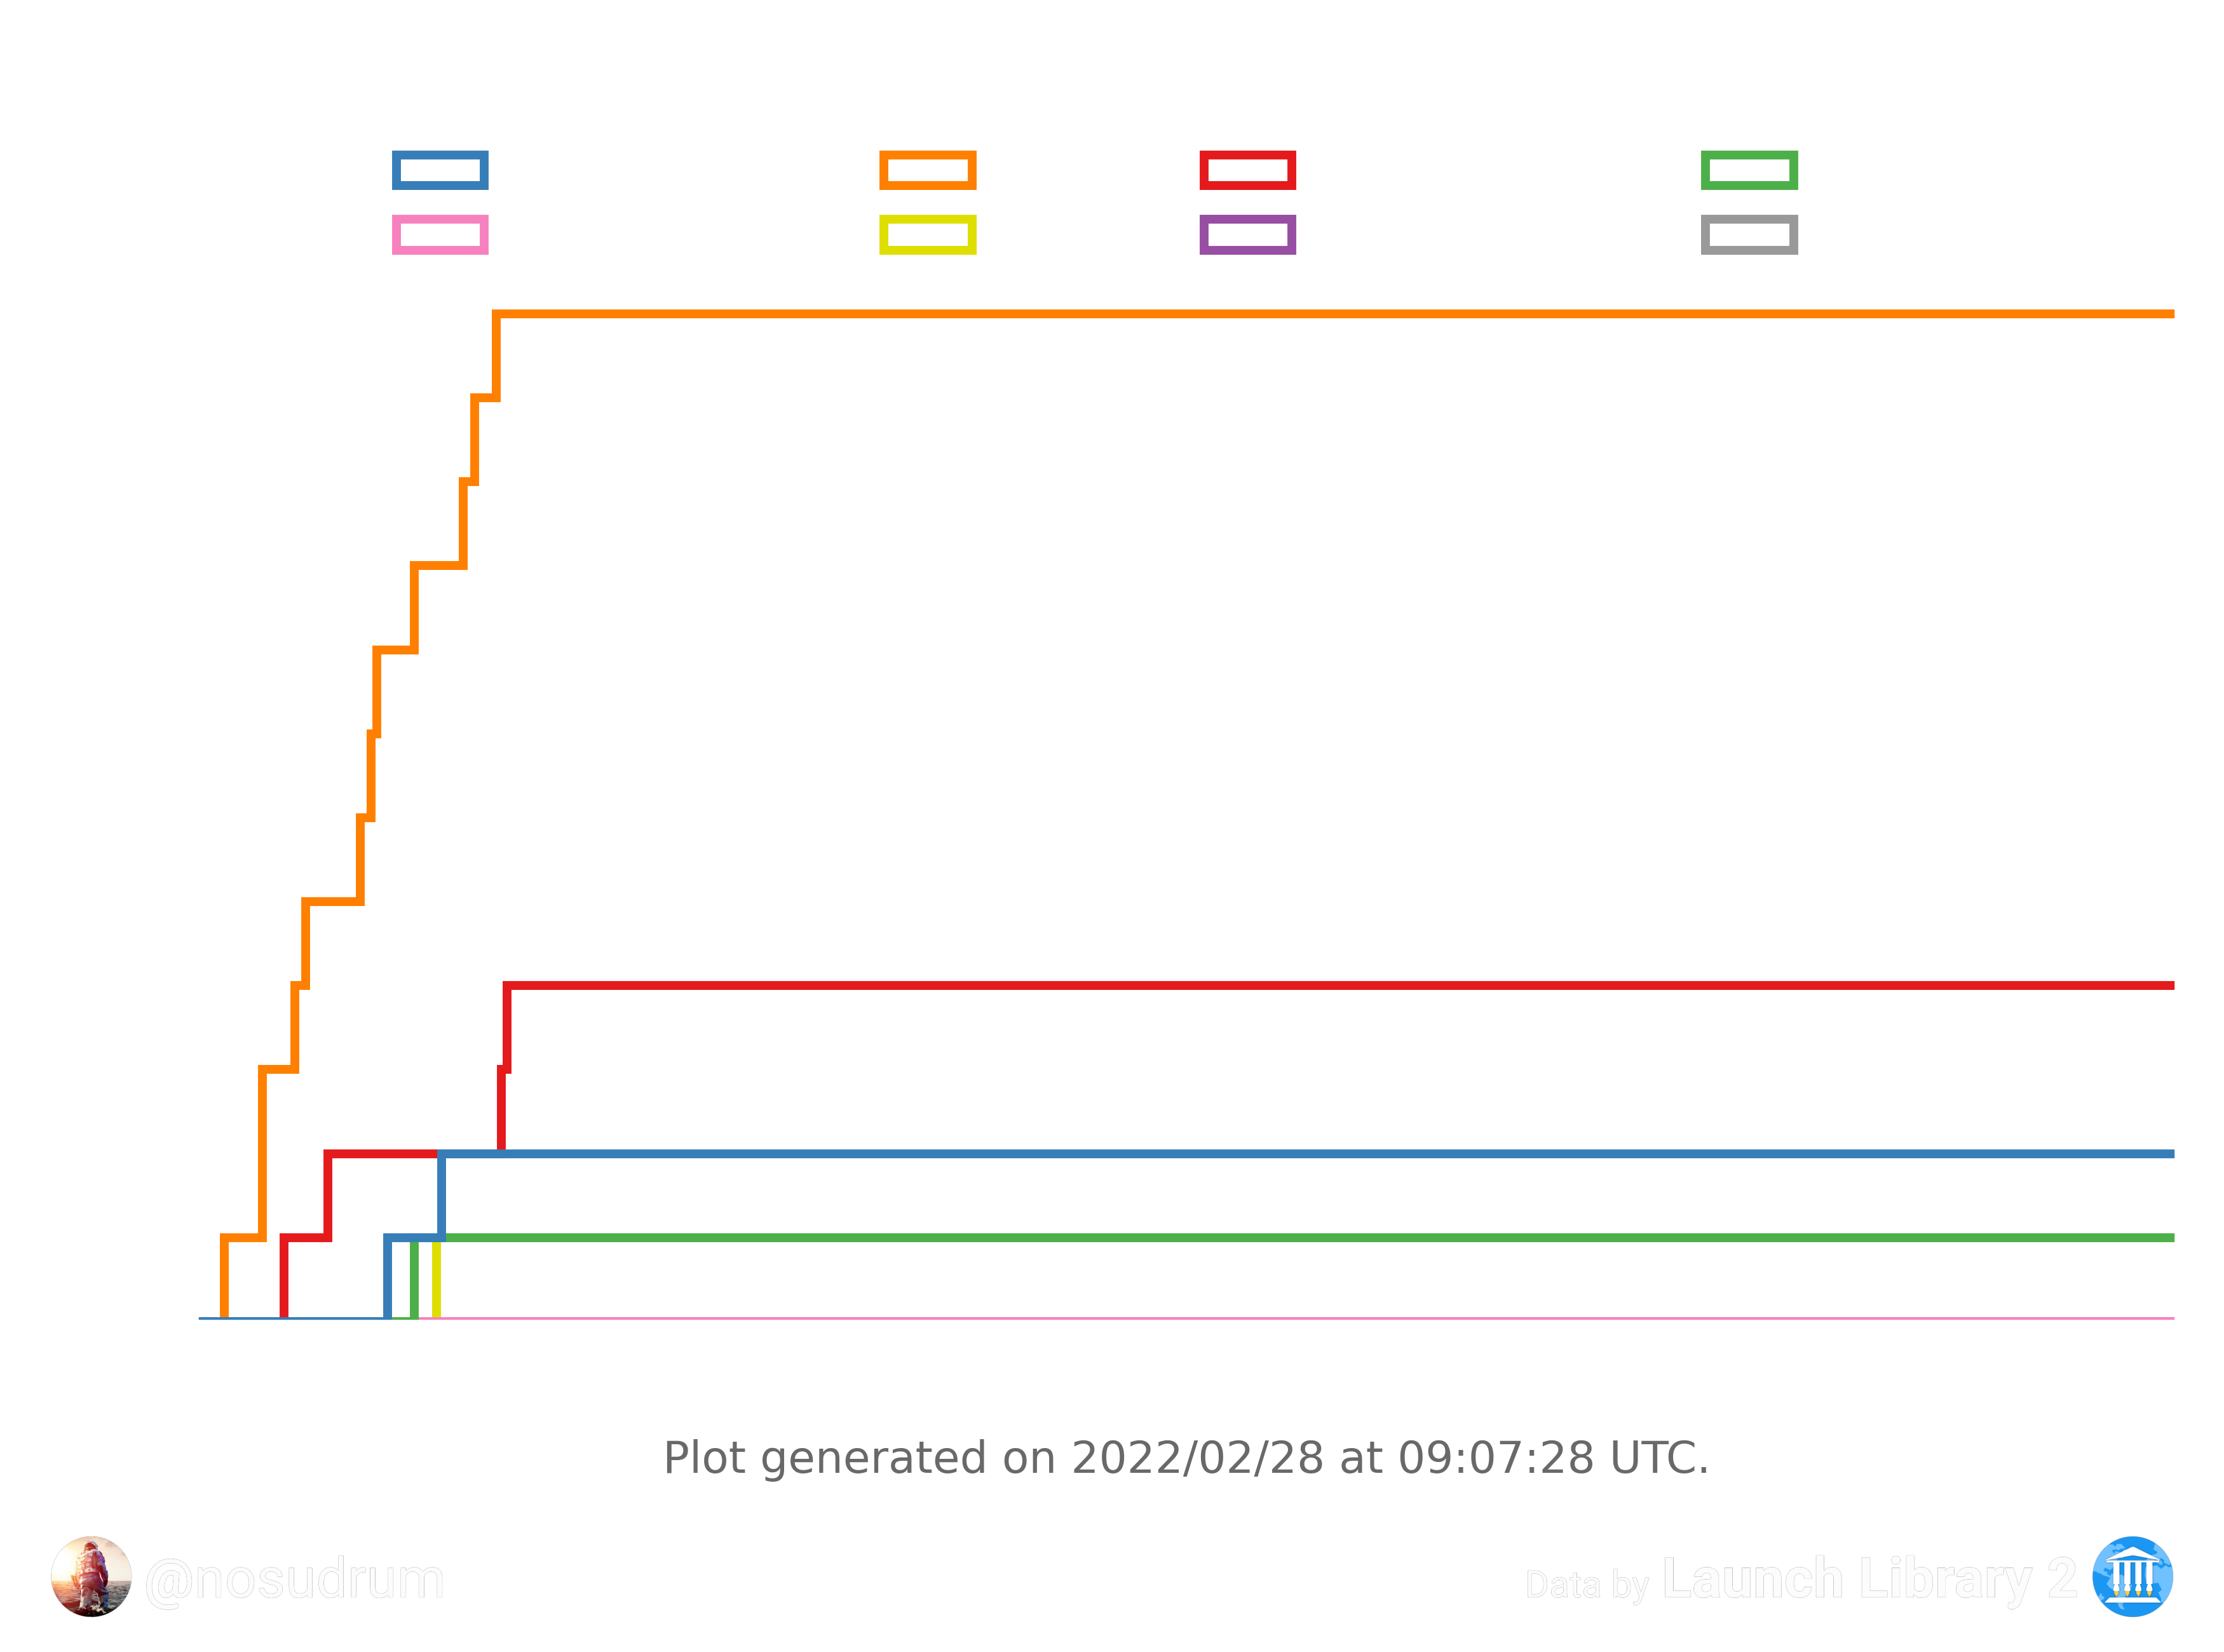 Plot generated on 2022/02/28 at 09:07:28 UTC.
@nosudrum
Data by Launch Library 2